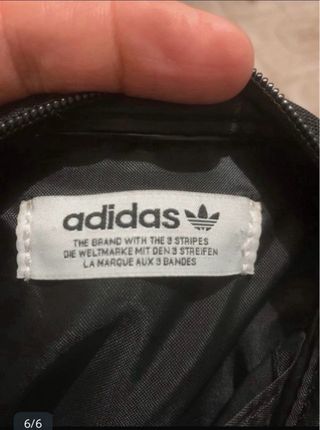 adidas
THE BRAND WITH THE 3 STRIPES
DIE WELTMARKE MIT DEN 3 STREIFEN
LA MARQUE AUX 3 BANDES
6/6